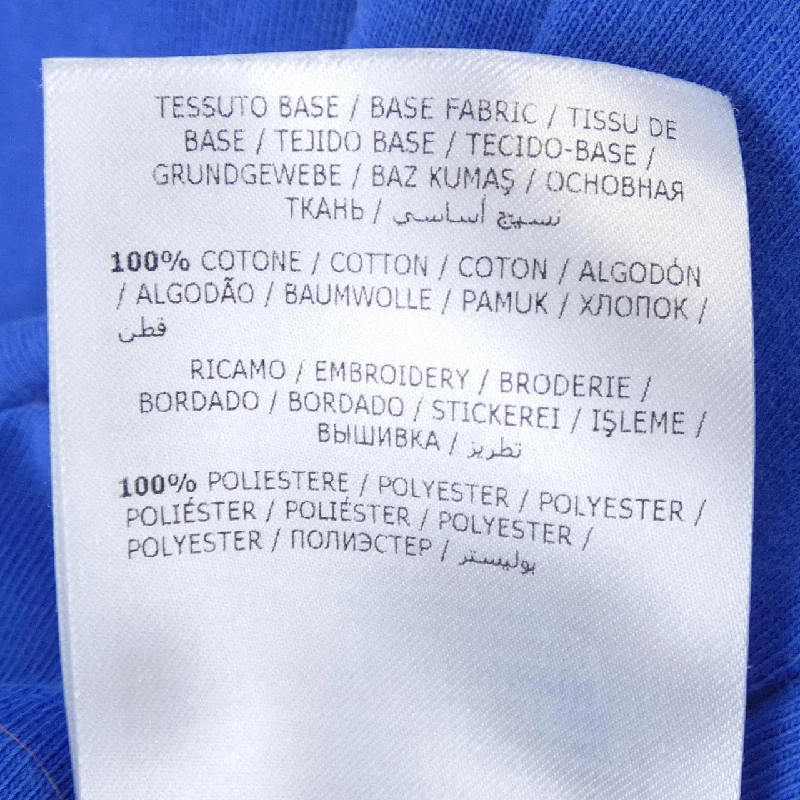 TESSUTO BASE / BASE FABRIC / TISSU DE
BASE / TEJIDO BASE / TECIDO-BASE /
GRUNDGEWEBE / BAZ KUMAŞ / ОСНОВНАЯ
ТКАНЬ / نسيج أساسي
100% COTONE / COTTON / COTON / ALGODÓN
/ ALGODÃO / BAUMWOLLE / PAMUK / ХЛОПОК /
قطن
RICAMO / EMBROIDERY / BRODERIE /
BORDADO / BORDADO / STICKEREI / IŞLEME /
ВЫШИВКА / تطريز
100% POLIESTERE / POLYESTER / POLYESTER /
POLIÉSTER / POLIÉSTER / POLYESTER /
POLYESTER / ПОЛИЭСТЕР / بوليستر